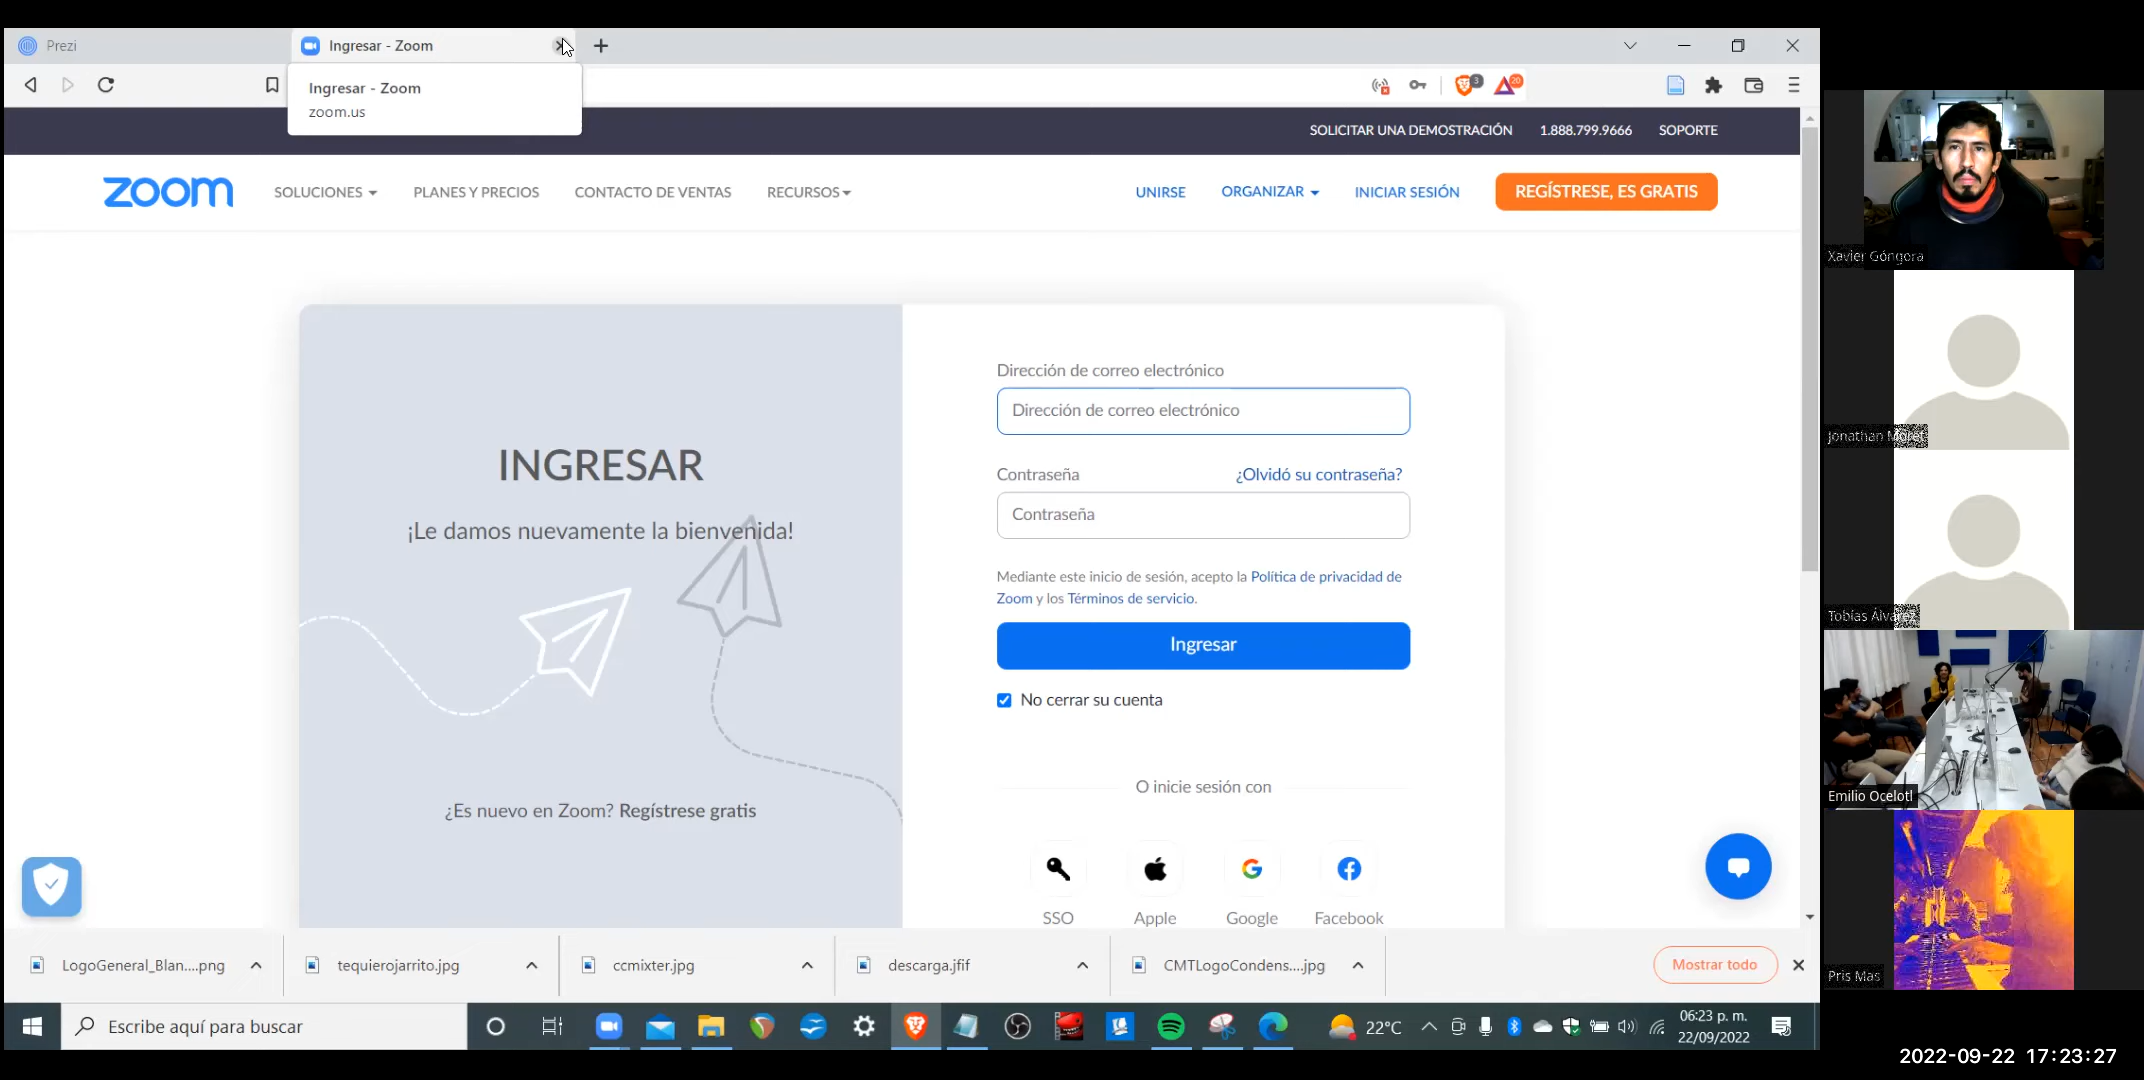 Prezi
Ingresar - Zoom
Ingresar - Zoom
zoom.us
3
20
SOLICITAR UNA DEMOSTRACIÓN 1.888.799.9666 SOPORTE
zoom SOLUCIONES PLANES Y PRECIOS CONTACTO DE VENTAS RECURSOS UNIRSE ORGANIZAR INICIAR SESIÓN REGÍSTRESE, ES GRATIS
INGRESAR
¡Le damos nuevamente la bienvenida!
¿Es nuevo en Zoom? Regístrese gratis
Dirección de correo electrónico
Dirección de correo electrónico
Contraseña ¿Olvidó su contraseña?
Contraseña
Mediante este inicio de sesión, acepto la Política de privacidad de
Zoom y los Términos de servicio.
Ingresar
No cerrar su cuenta
O inicie sesión con
SSO Apple Google Facebook
LogoGeneral_Blan....png tequierojarrito.jpg ccmixter.jpg descarga.jfif CMTLogoCondens....jpg Mostrar todo
Escribe aquí para buscar
22°C
06:23 p. m.
22/09/2022
Xavier Góngora
Jonathan Moret
Tobías Álvarez
Emilio Ocelotl
Pris Mas
2022-09-22 17:23:27